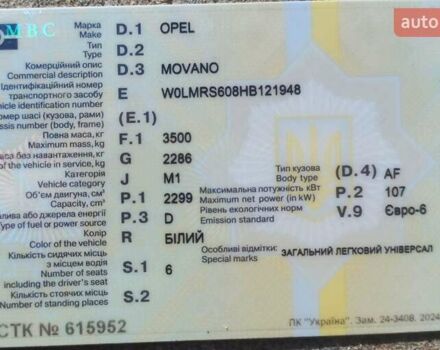 МВС
auto
Марка D.1 OPEL
Make
Тип D.2
Type
Комерційний опис D.3 MOVANO
Commercial description
Ідентифікаційний номер
транспортного засобу E W0LMRS608HB121948
Vehicle identification number
номер шасі (кузова, рами) (E.1)
chassis number (body, frame)
Повна маса, кг F.1 3500
Maximum mass, kg
без навантаження, кг G 2286
of the vehicle in service, kg
Категорія J M1
Vehicle category
Тип кузова (D.4) AF
Body type
Об'єм двигуна, см³ P.1 2299
Capacity, cm³
Максимальна потужність кВт P.2 107
Maximum net power (in kW)
палива або джерела енергії P.3 D
Type of fuel or power source
Рівень екологічних норм V.9 Євро-6
Emission standard
Колір R БІЛИЙ
Color of the vehicle
Особливі відмітки: ЗАГАЛЬНИЙ ЛЕГКОВИЙ УНІВЕРСАЛ
Special marks
Кількість сидячих місць
з місцем водія S.1 6
Number of seats
including the driver's seat
Кількість стоячих місць S.2
Number of standing places
СТК № 615952
ПК "Україна". Зам. 24-3408. 2024